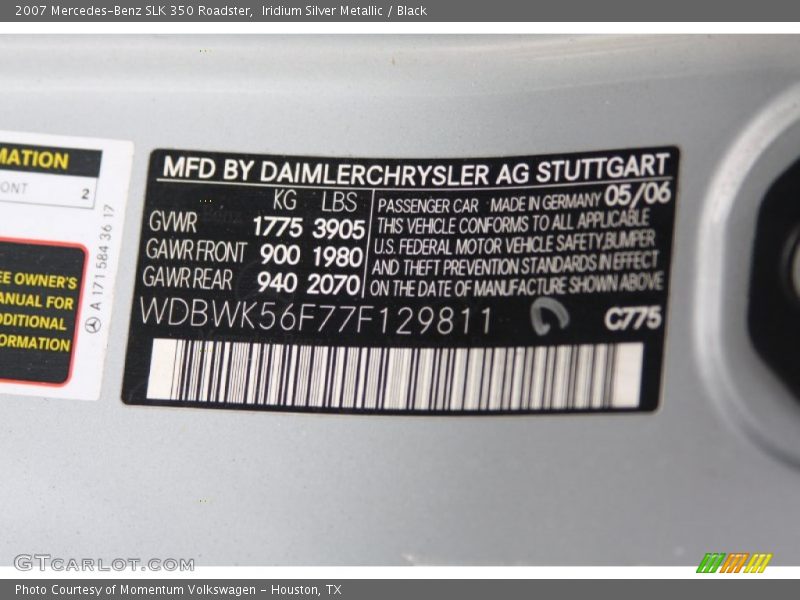 2007 Mercedes-Benz SLK 350 Roadster,  Iridium Silver Metallic / Black
MATION
ONT 2
EE OWNER'S
ANUAL FOR
DDITIONAL
ORMATION
A 171 584 36 17
MFD BY DAIMLERCHRYSLER AG STUTTGART
KG LBS
GVWR 1775 3905
GAWR FRONT 900 1980
GAWR REAR 940 2070
PASSENGER CAR MADE IN GERMANY 05/06
THIS VEHICLE CONFORMS TO ALL APPLICABLE
U.S. FEDERAL MOTOR VEHICLE SAFETY,BUMPER
AND THEFT PREVENTION STANDARDS IN EFFECT
ON THE DATE OF MANUFACTURE SHOWN ABOVE
WDBWK56F77F129811
C775
GTCARLOT.COM
Photo Courtesy of Momentum Volkswagen - Houston, TX